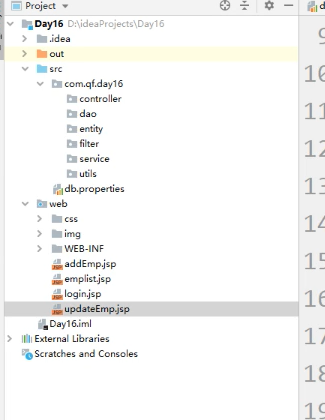 Project
Day16 D:\ideaProjects\Day16
.idea
out
src
com.qf.day16
controller
dao
entity
filter
service
utils
db.properties
web
css
img
WEB-INF
addEmp.jsp
emplist.jsp
login.jsp
updateEmp.jsp
Day16.iml
External Libraries
Scratches and Consoles
d
9
10
11
12
13
14
15
16
17
18
19